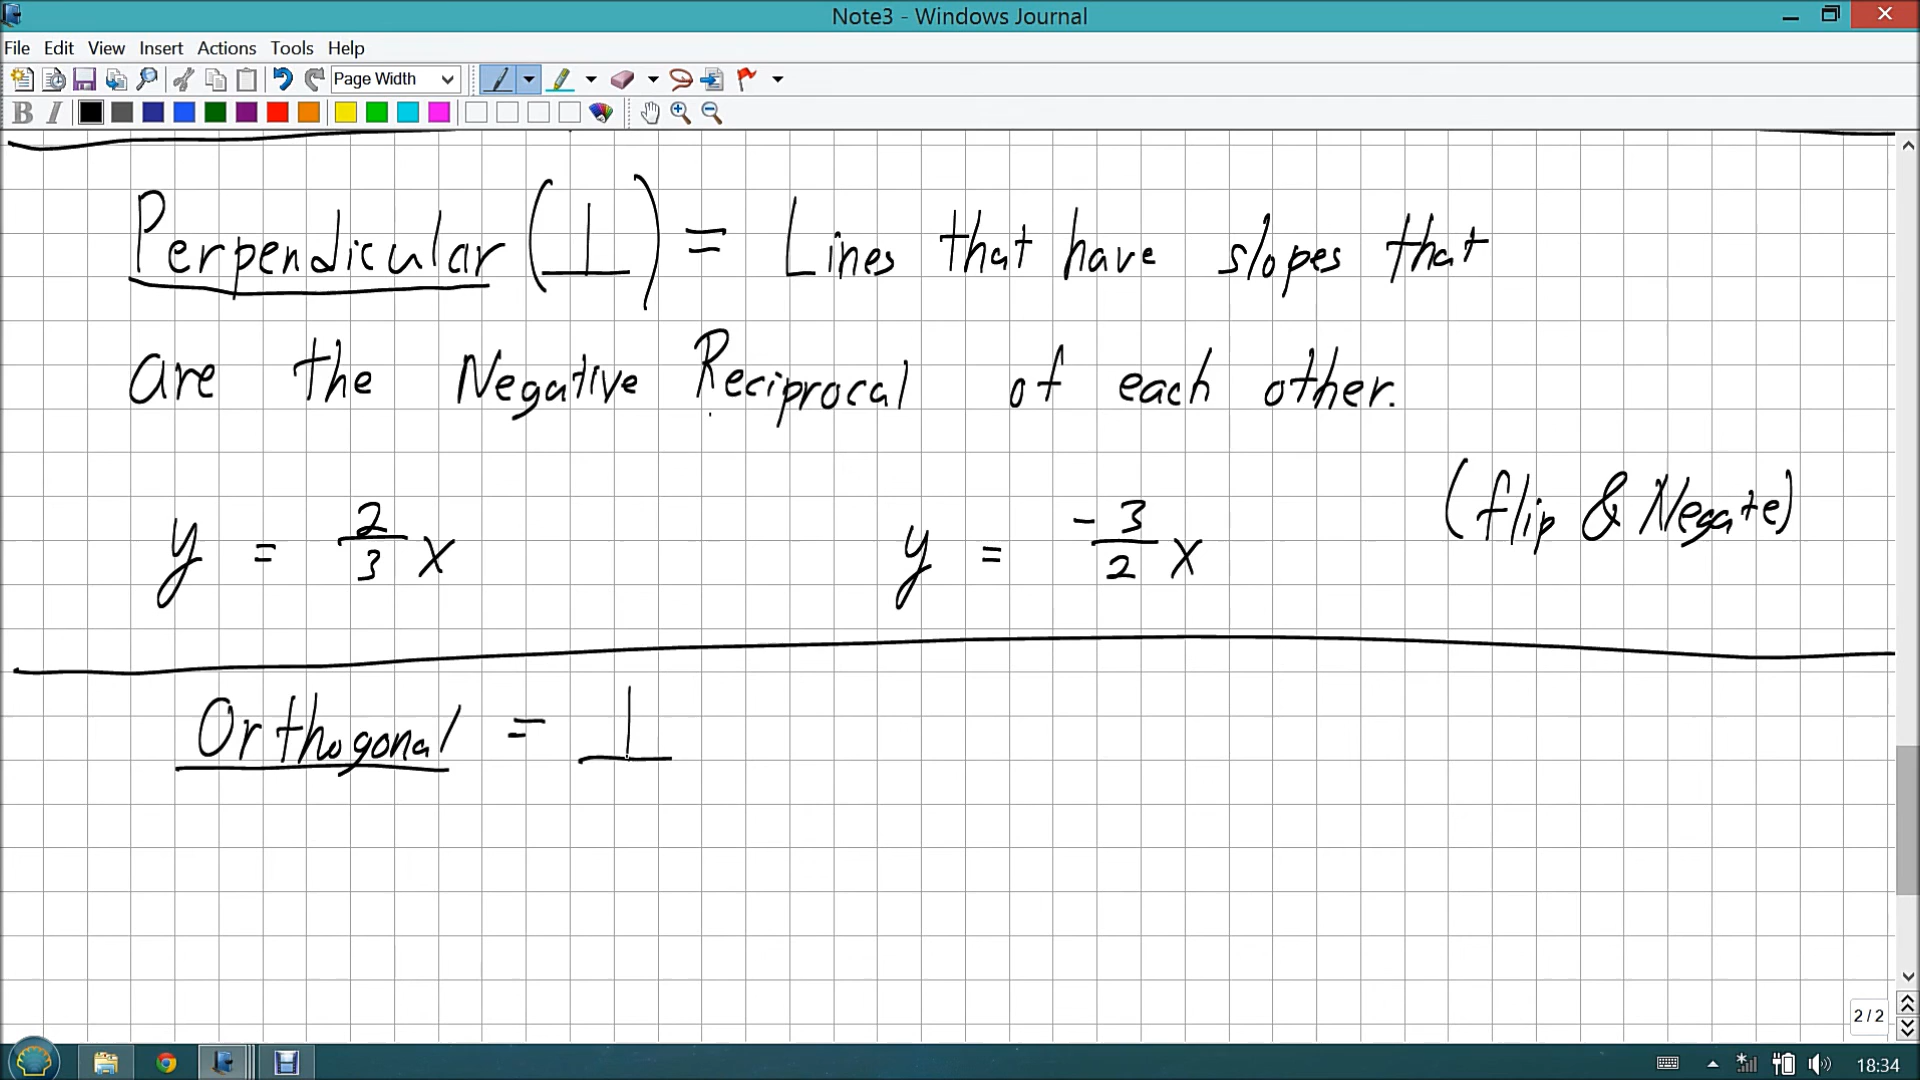 Note3 - Windows Journal
File Edit View Insert Actions Tools Help
Page Width
B I
Perpendicular (⊥) = Lines that have slopes that
are the Negative Reciprocal of each other.
(flip & Negate)
y = 2/3 x y = -3/2 x
Orthogonal = ⊥
2 / 2
18:34